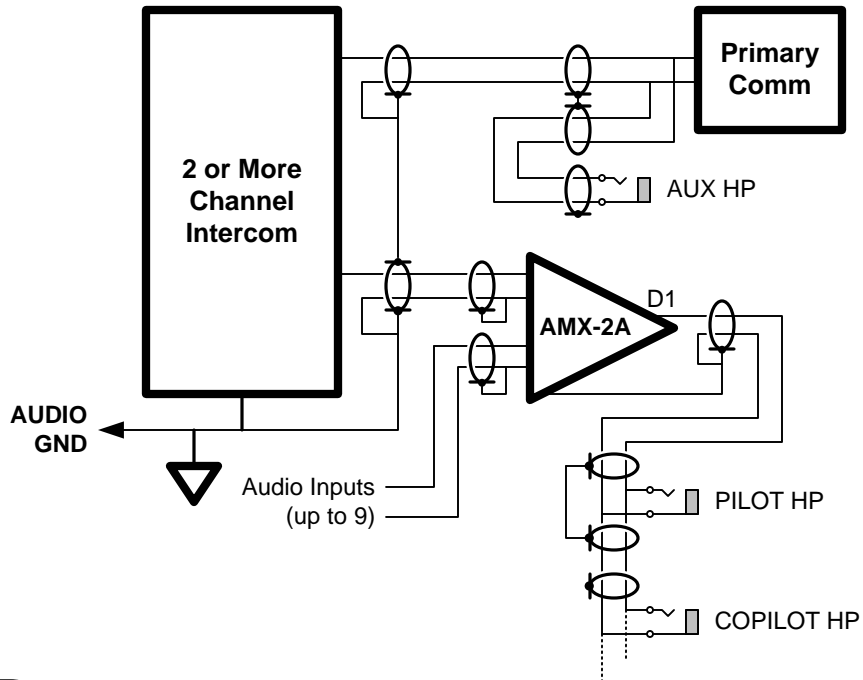 Primary
Comm
2 or More
Channel
Intercom
AUX HP
D1
AMX-2A
AUDIO
GND
Audio Inputs
(up to 9)
PILOT HP
COPILOT HP